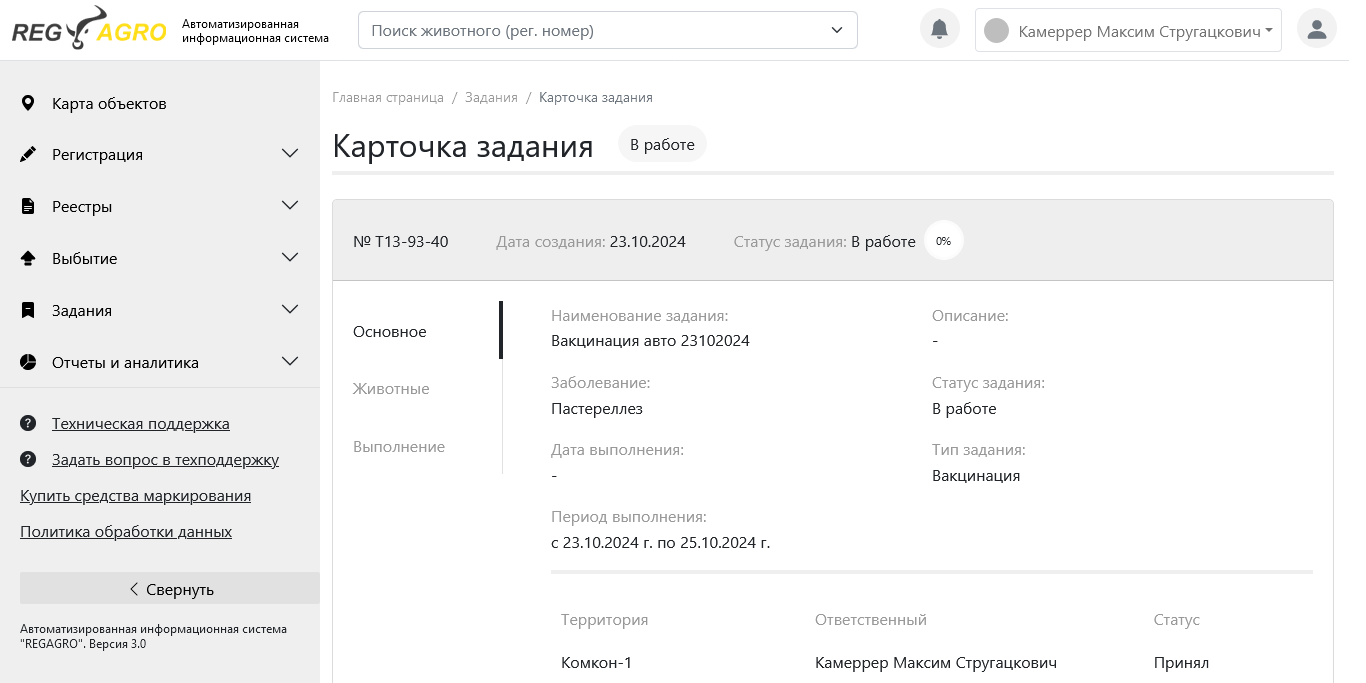 REG AGRO
Автоматизированная
информационная система
Поиск животного (рег. номер)
Камеррер Максим Стругацкович
Карта объектов
Регистрация
Реестры
Выбытие
Задания
Отчеты и аналитика
Техническая поддержка
Задать вопрос в техподдержку
Купить средства маркирования
Политика обработки данных
Свернуть
Автоматизированная информационная система
"REGAGRO". Версия 3.0
Главная страница / Задания / Карточка задания
Карточка задания В работе
№ Т13-93-40 Дата создания: 23.10.2024 Статус задания: В работе 0%
Основное
Животные
Выполнение
Наименование задания: Описание:
Вакцинация авто 23102024 -
Заболевание: Статус задания:
Пастереллез В работе
Дата выполнения: Тип задания:
- Вакцинация
Период выполнения:
с 23.10.2024 г. по 25.10.2024 г.
Территория Ответственный Статус
Комкон-1 Камеррер Максим Стругацкович Принял